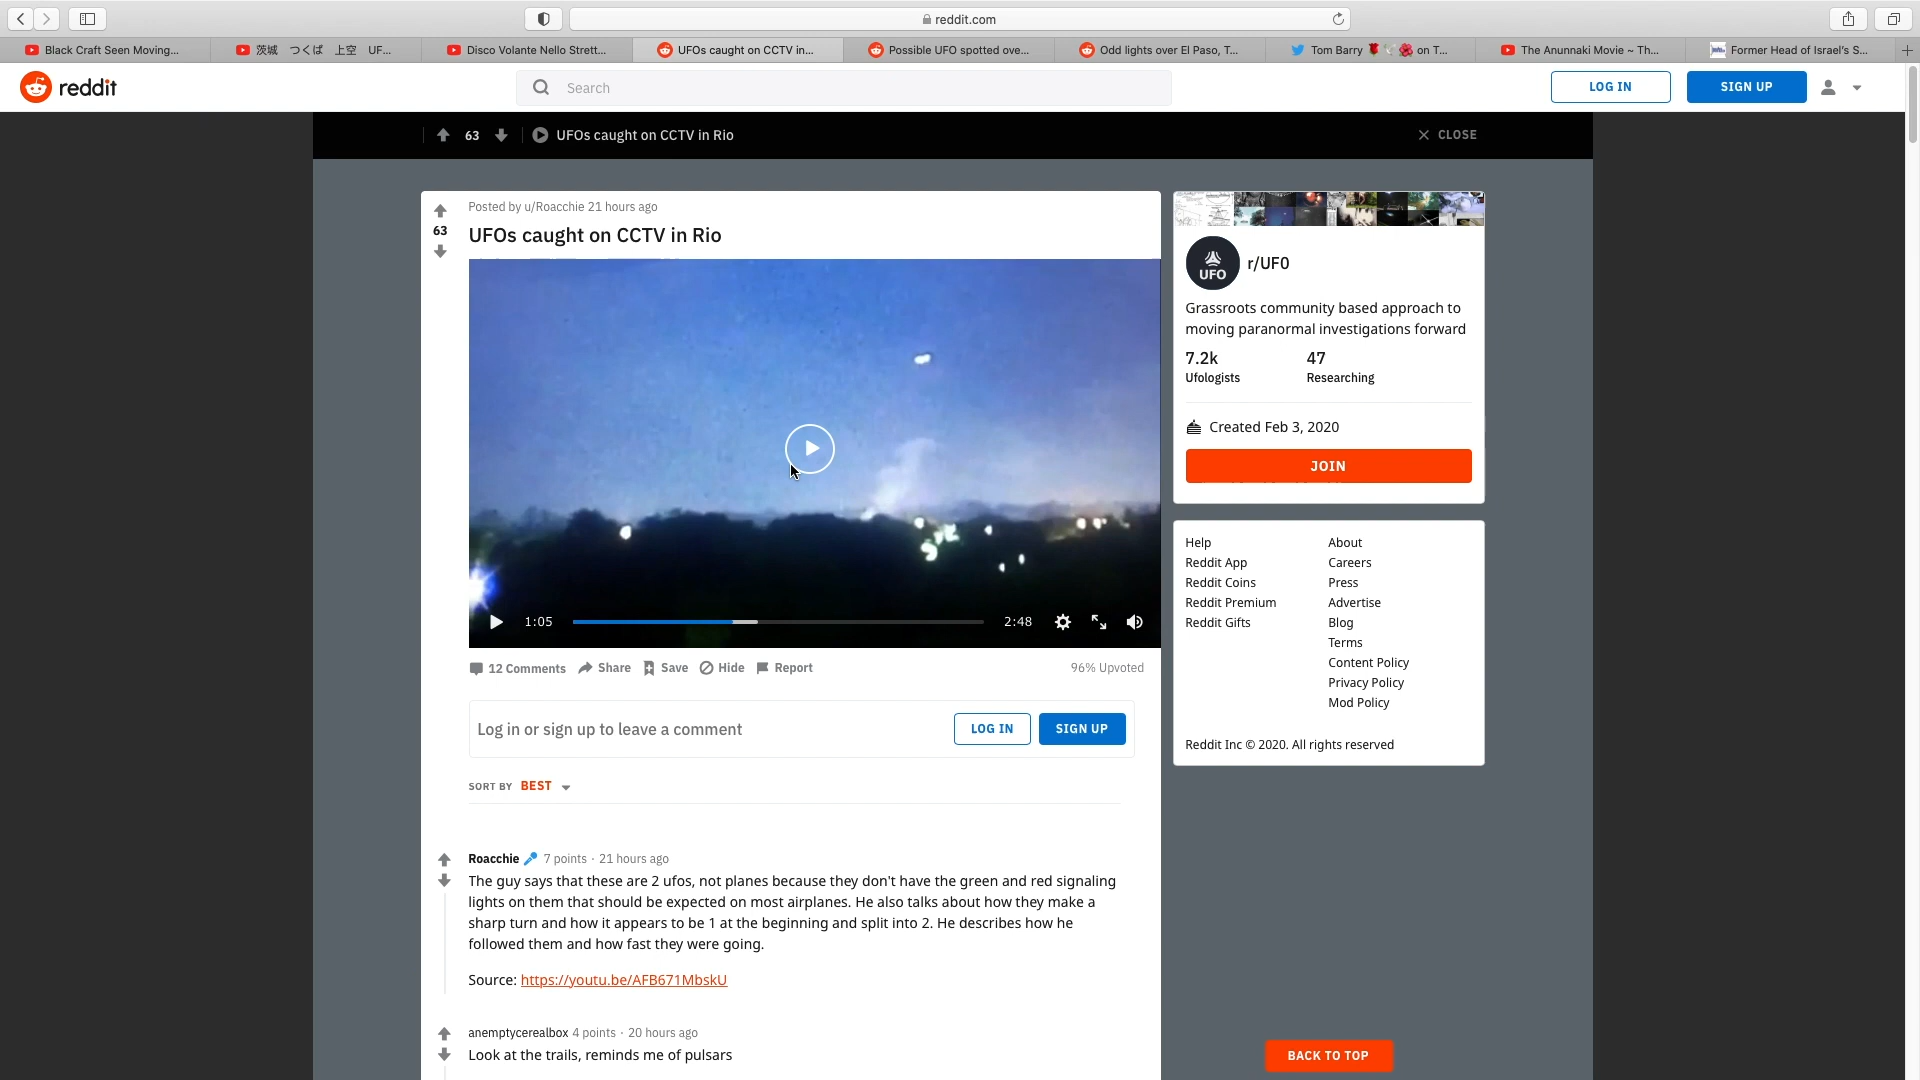 reddit.com
Black Craft Seen Moving...
茨城 つくば 上空 UF...
Disco Volante Nello Strett...
UFOs caught on CCTV in...
Possible UFO spotted ove...
Odd lights over El Paso, T...
Tom Barry 🌹🕊🌺 on T...
The Anunnaki Movie ~ Th...
Former Head of Israel's S...
reddit
Search
LOG IN
SIGN UP
63
UFOs caught on CCTV in Rio
CLOSE
Posted by u/Roacchie 21 hours ago
63
UFOs caught on CCTV in Rio
1:05
2:48
12 Comments
Share
Save
Hide
Report
96% Upvoted
Log in or sign up to leave a comment
LOG IN
SIGN UP
SORT BY BEST
Roacchie 7 points · 21 hours ago
The guy says that these are 2 ufos, not planes because they don't have the green and red signaling
lights on them that should be expected on most airplanes. He also talks about how they make a
sharp turn and how it appears to be 1 at the beginning and split into 2. He describes how he
followed them and how fast they were going.
Source: https://youtu.be/AFB671MbskU
anemptycerealbox 4 points · 20 hours ago
Look at the trails, reminds me of pulsars
UFO
r/UF0
Grassroots community based approach to
moving paranormal investigations forward
7.2k
47
Ufologists
Researching
Created Feb 3, 2020
JOIN
Help
About
Reddit App
Careers
Reddit Coins
Press
Reddit Premium
Advertise
Reddit Gifts
Blog
Terms
Content Policy
Privacy Policy
Mod Policy
Reddit Inc © 2020. All rights reserved
BACK TO TOP